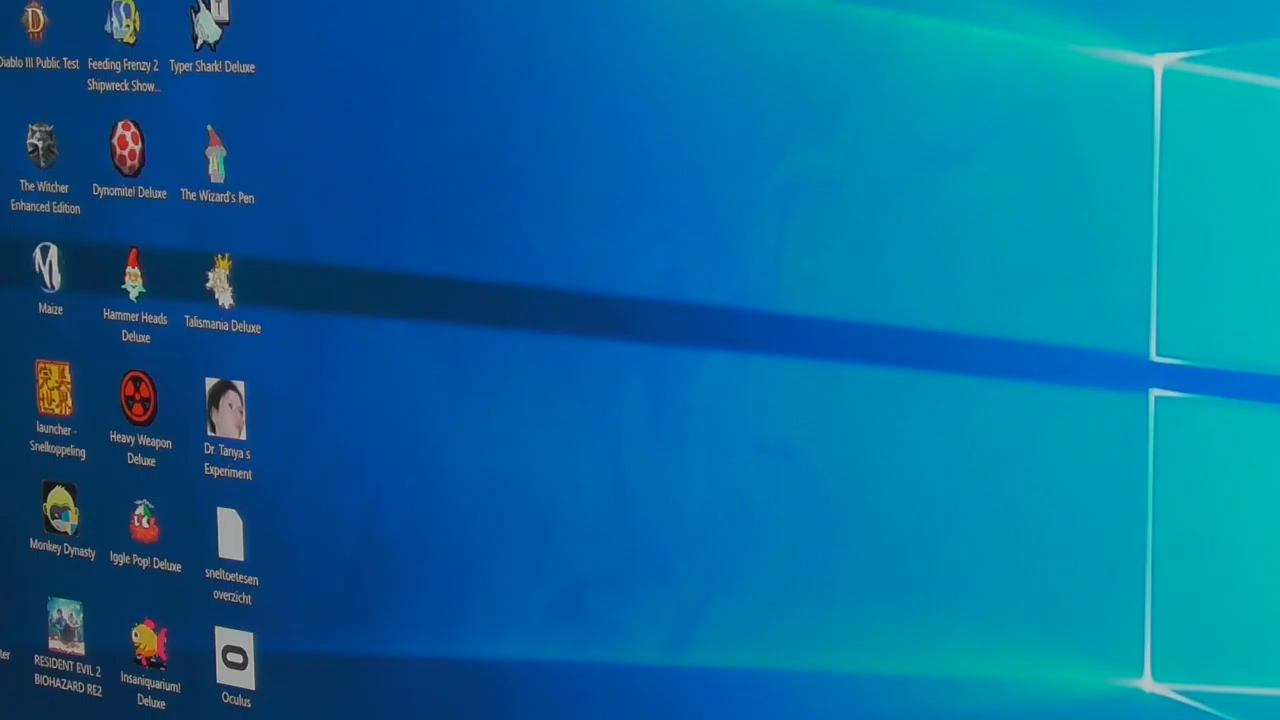 Diablo III Public Test
Feeding Frenzy 2
Shipwreck Show...
T
Typer Shark! Deluxe
The Witcher
Enhanced Edition
Dynomite! Deluxe
The Wizard's Pen
Maize
Hammer Heads
Deluxe
Talismania Deluxe
launcher -
Snelkoppeling
Heavy Weapon
Deluxe
Dr. Tanya's
Experiment
Monkey Dynasty
Iggle Pop! Deluxe
sneltoetesen
overzicht
ter
RESIDENT EVIL 2
BIOHAZARD RE2
Insaniquarium!
Deluxe
Oculus